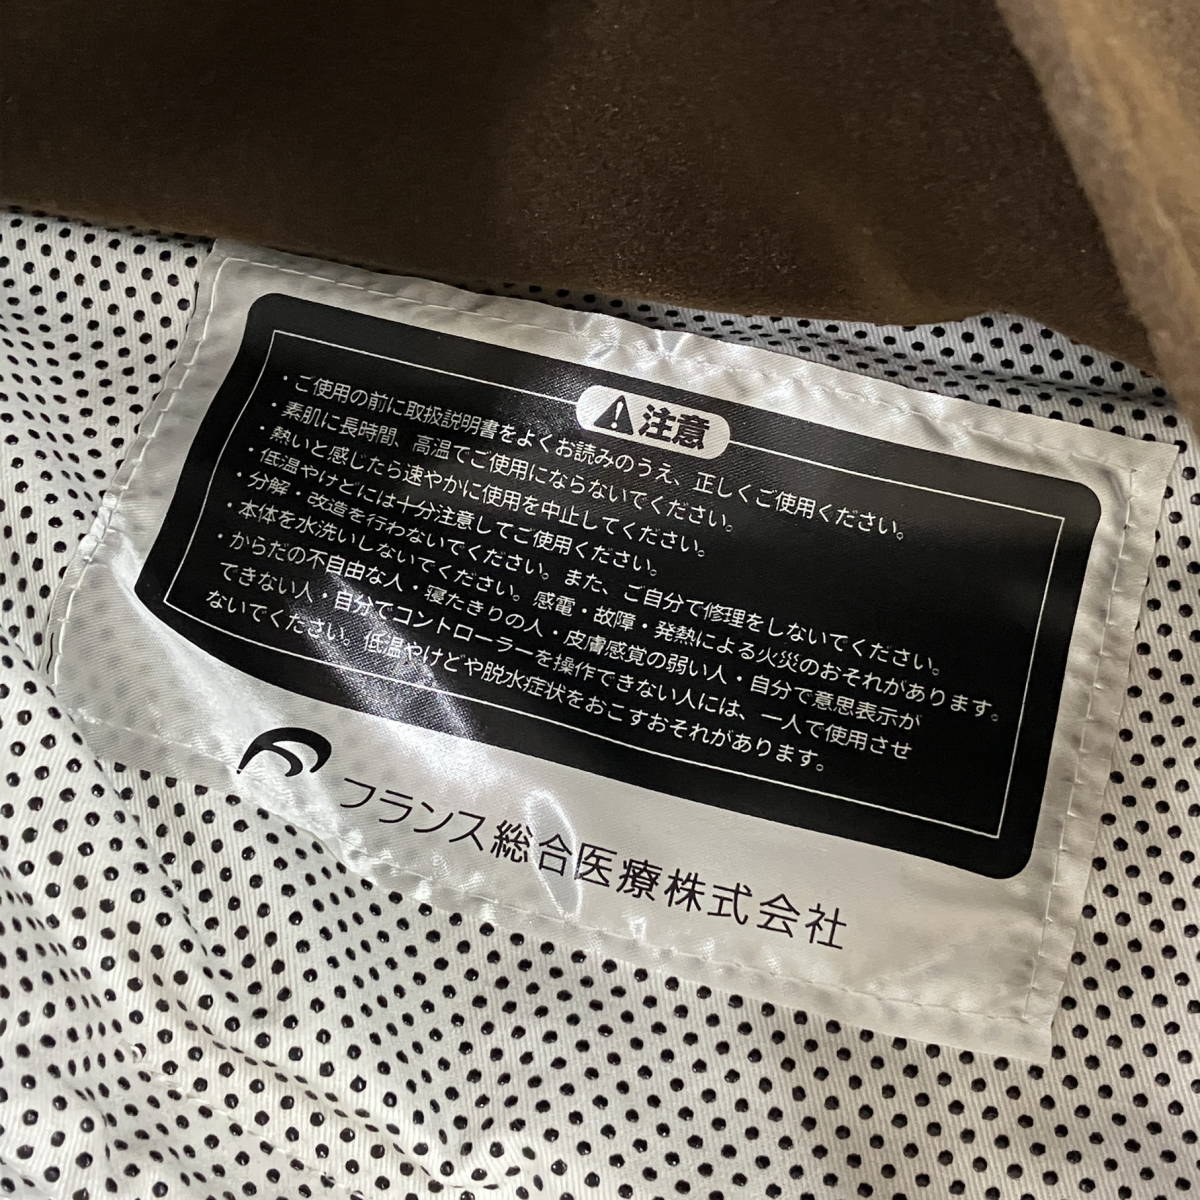 注意
・ご使用の前に取扱説明書をよくお読みのうえ、正しくご使用ください。
・素肌に長時間、高温でご使用にならないでください。
・熱いと感じたら速やかに使用を中止してください。
・低温やけどには十分注意してご使用ください。
・分解・改造を行わないでください。また、ご自分で修理をしないでください。
・本体を水洗いしないでください。感電・故障・発熱による火災のおそれがあります。
・からだの不自由な人・寝たきりの人・皮膚感覚の弱い人・自分で意思表示が
できない人・自分でコントローラーを操作できない人には、一人で使用させ
ないでください。低温やけどや脱水症状をおこすおそれがあります。
フランス総合医療株式会社